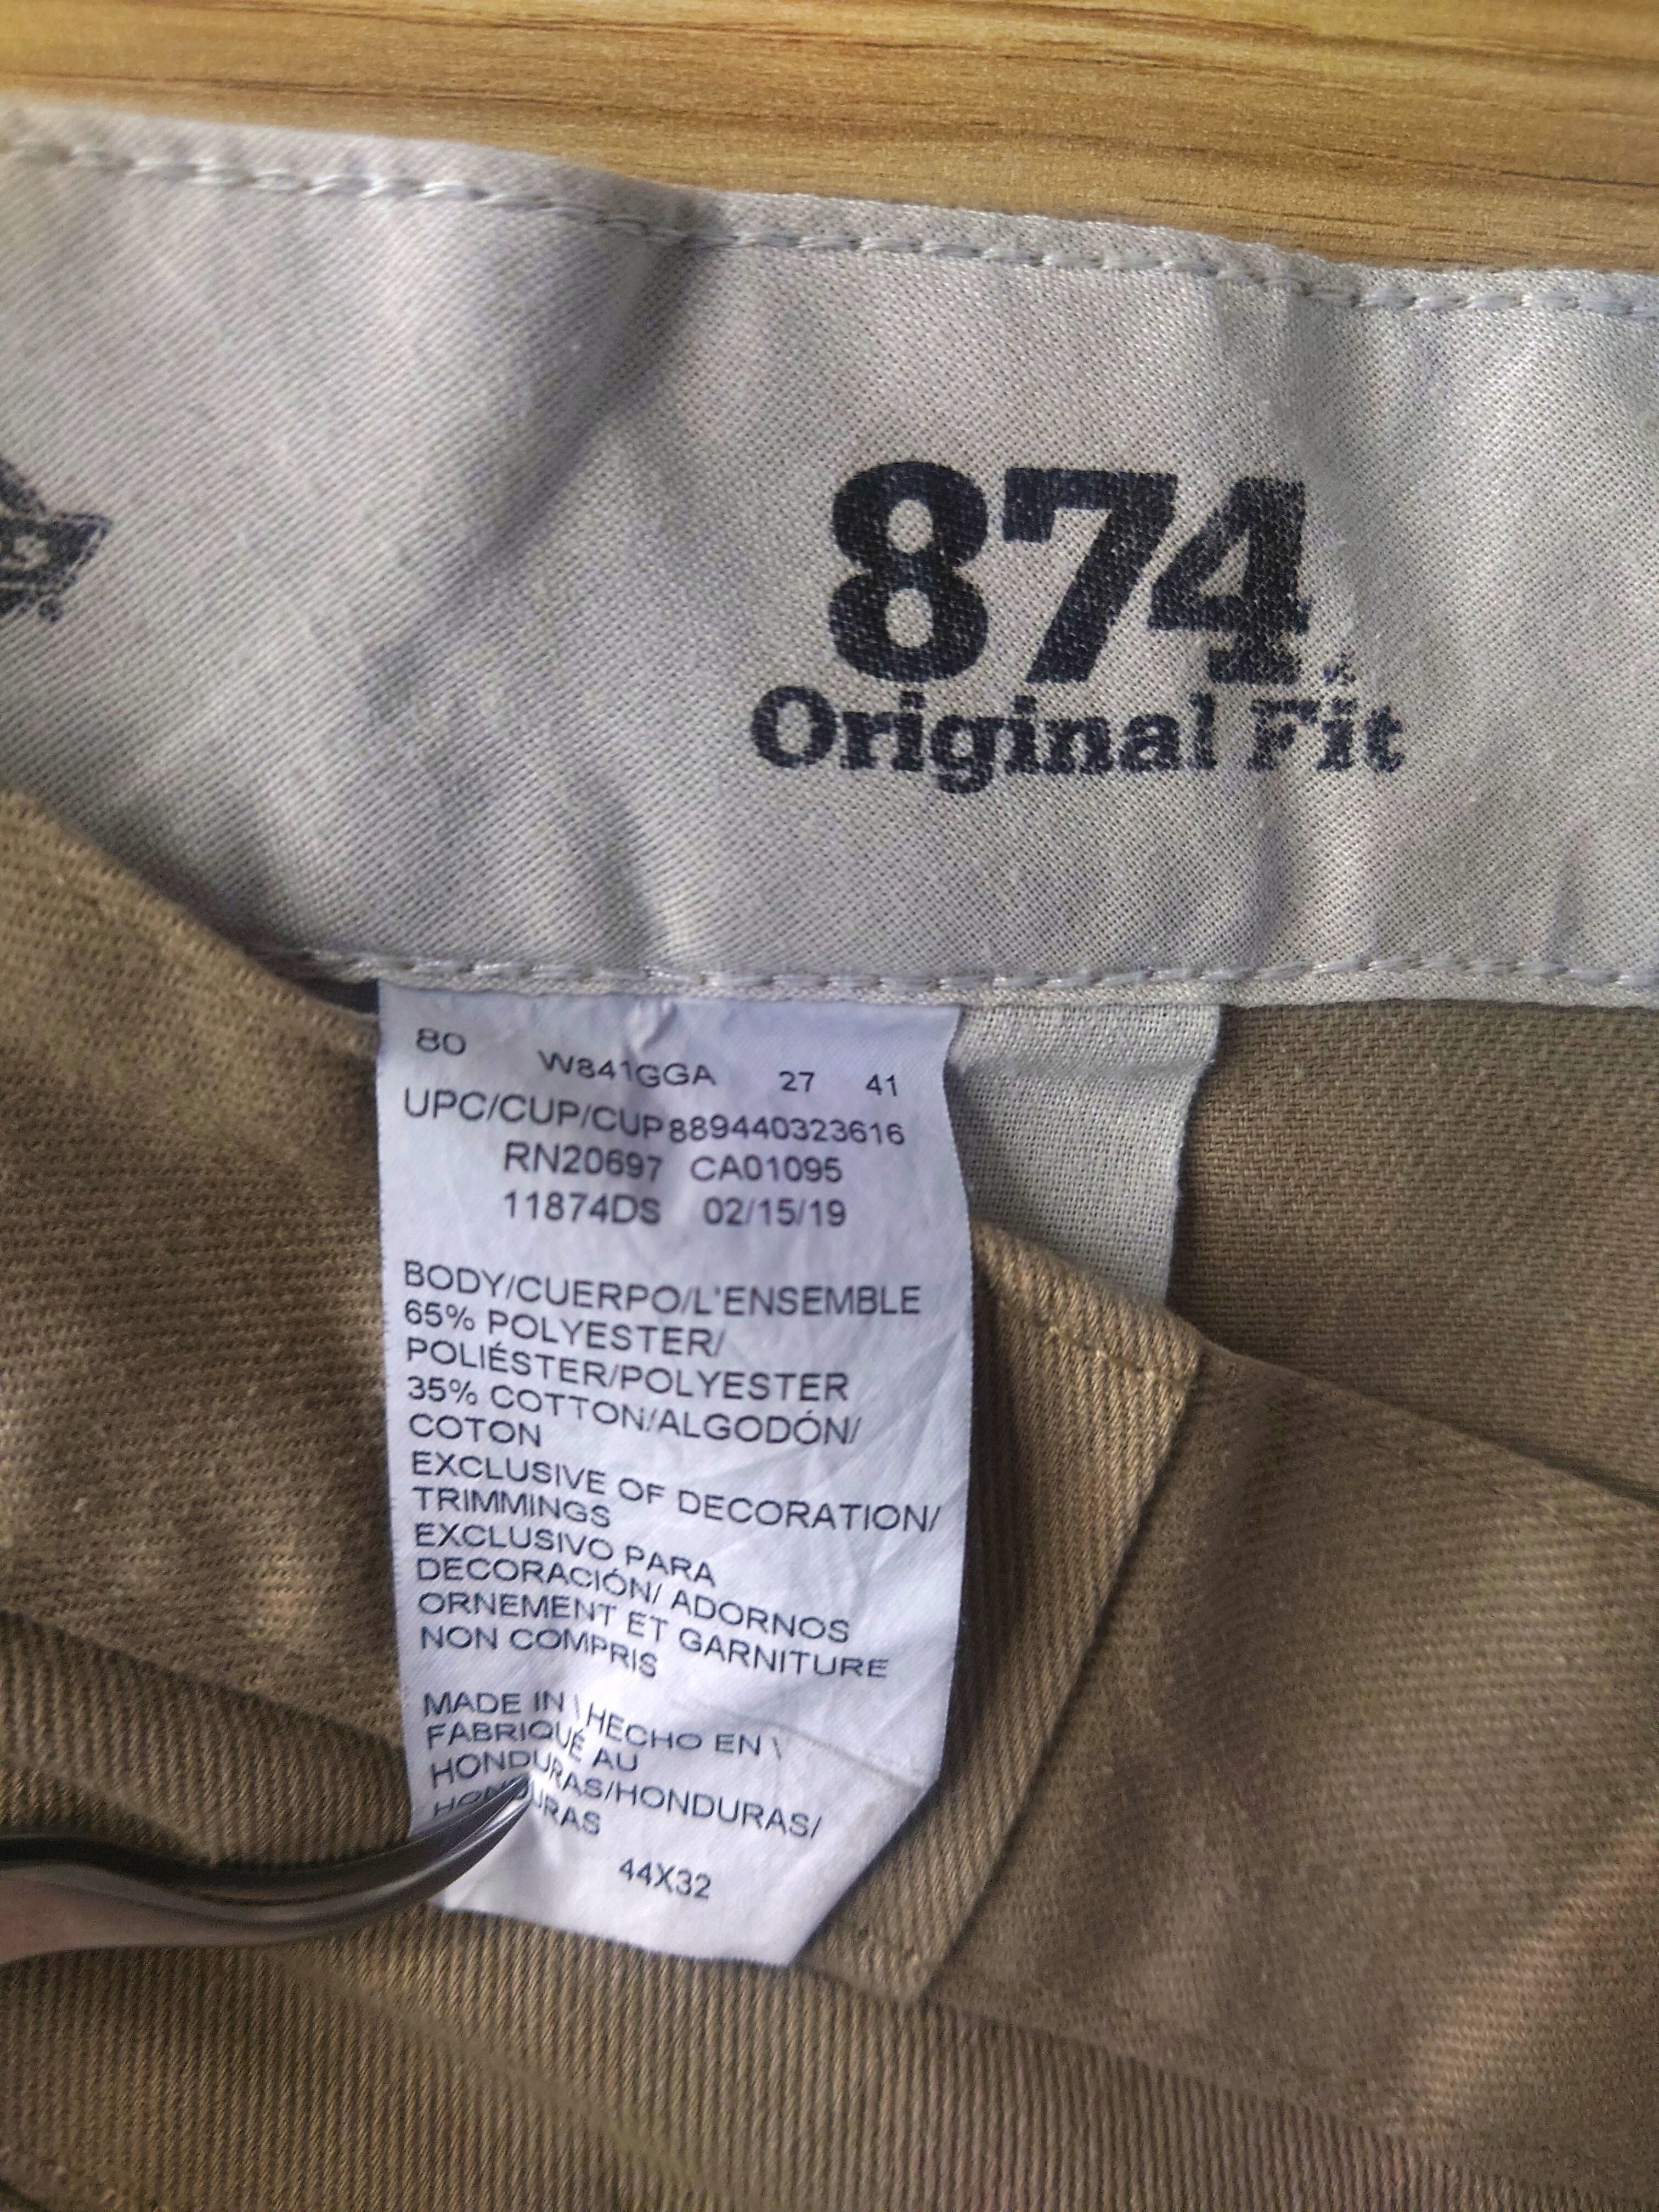 874
Original Fit
80 W841GGA 27 41
UPC/CUP/CUP889440323616
RN20697 CA01095
11874DS 02/15/19
BODY/CUERPO/L'ENSEMBLE
65% POLYESTER/
POLIÉSTER/POLYESTER
35% COTTON/ALGODÓN/
COTON
EXCLUSIVE OF DECORATION/
TRIMMINGS
EXCLUSIVO PARA
DECORACIÓN/ ADORNOS
ORNEMENT ET GARNITURE
NON COMPRIS
MADE IN \ HECHO EN \
FABRIQUÉ AU
HONDURAS/HONDURAS/
HONDURAS
44X32